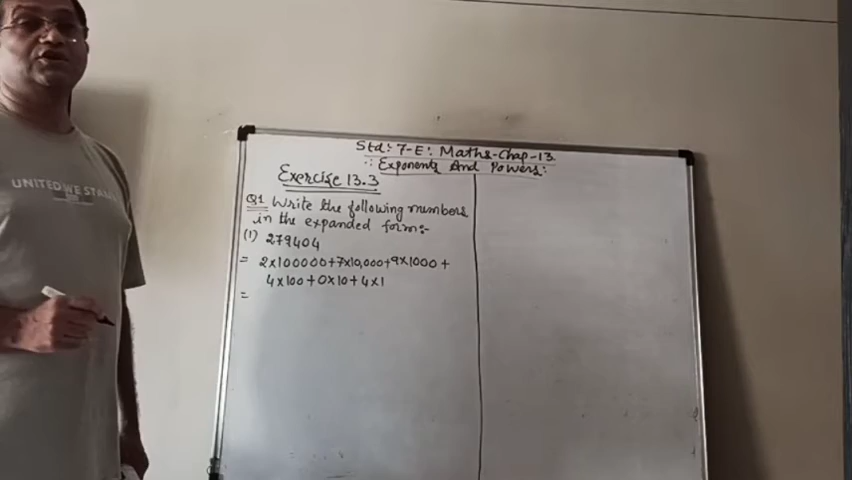 Std:- 7-E: Maths-Chap-13
:- Exponents And Powers:-
Exercise 13.3
Q1 Write the following numbers
in the expanded form:-
(1) 279404
= 2×100000+7×10,000+9×1000+
4×100+0×10+4×1
=
UNITED WE STAND